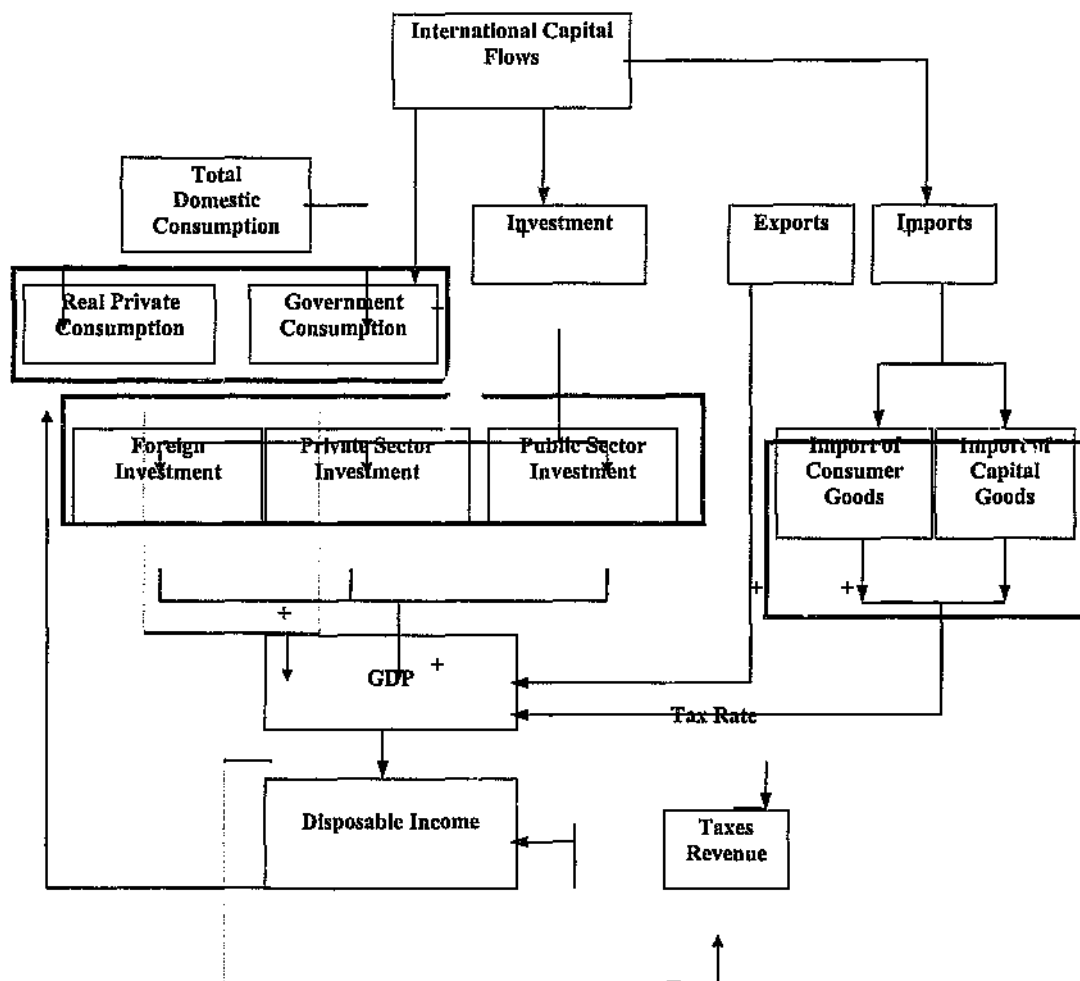 International Capital
Flows
Total
Domestic
Consumption
Investment
+
Exports
Imports
+
Real Private
Consumption
Government
Consumption
+
Foreign
Investment
Private Sector
Investment
Public Sector
Investment
Import of
Consumer
Goods
Import of
Capital
Goods
+
+
+
GDP
+
Tax Rate
Disposable Income
Taxes
Revenue